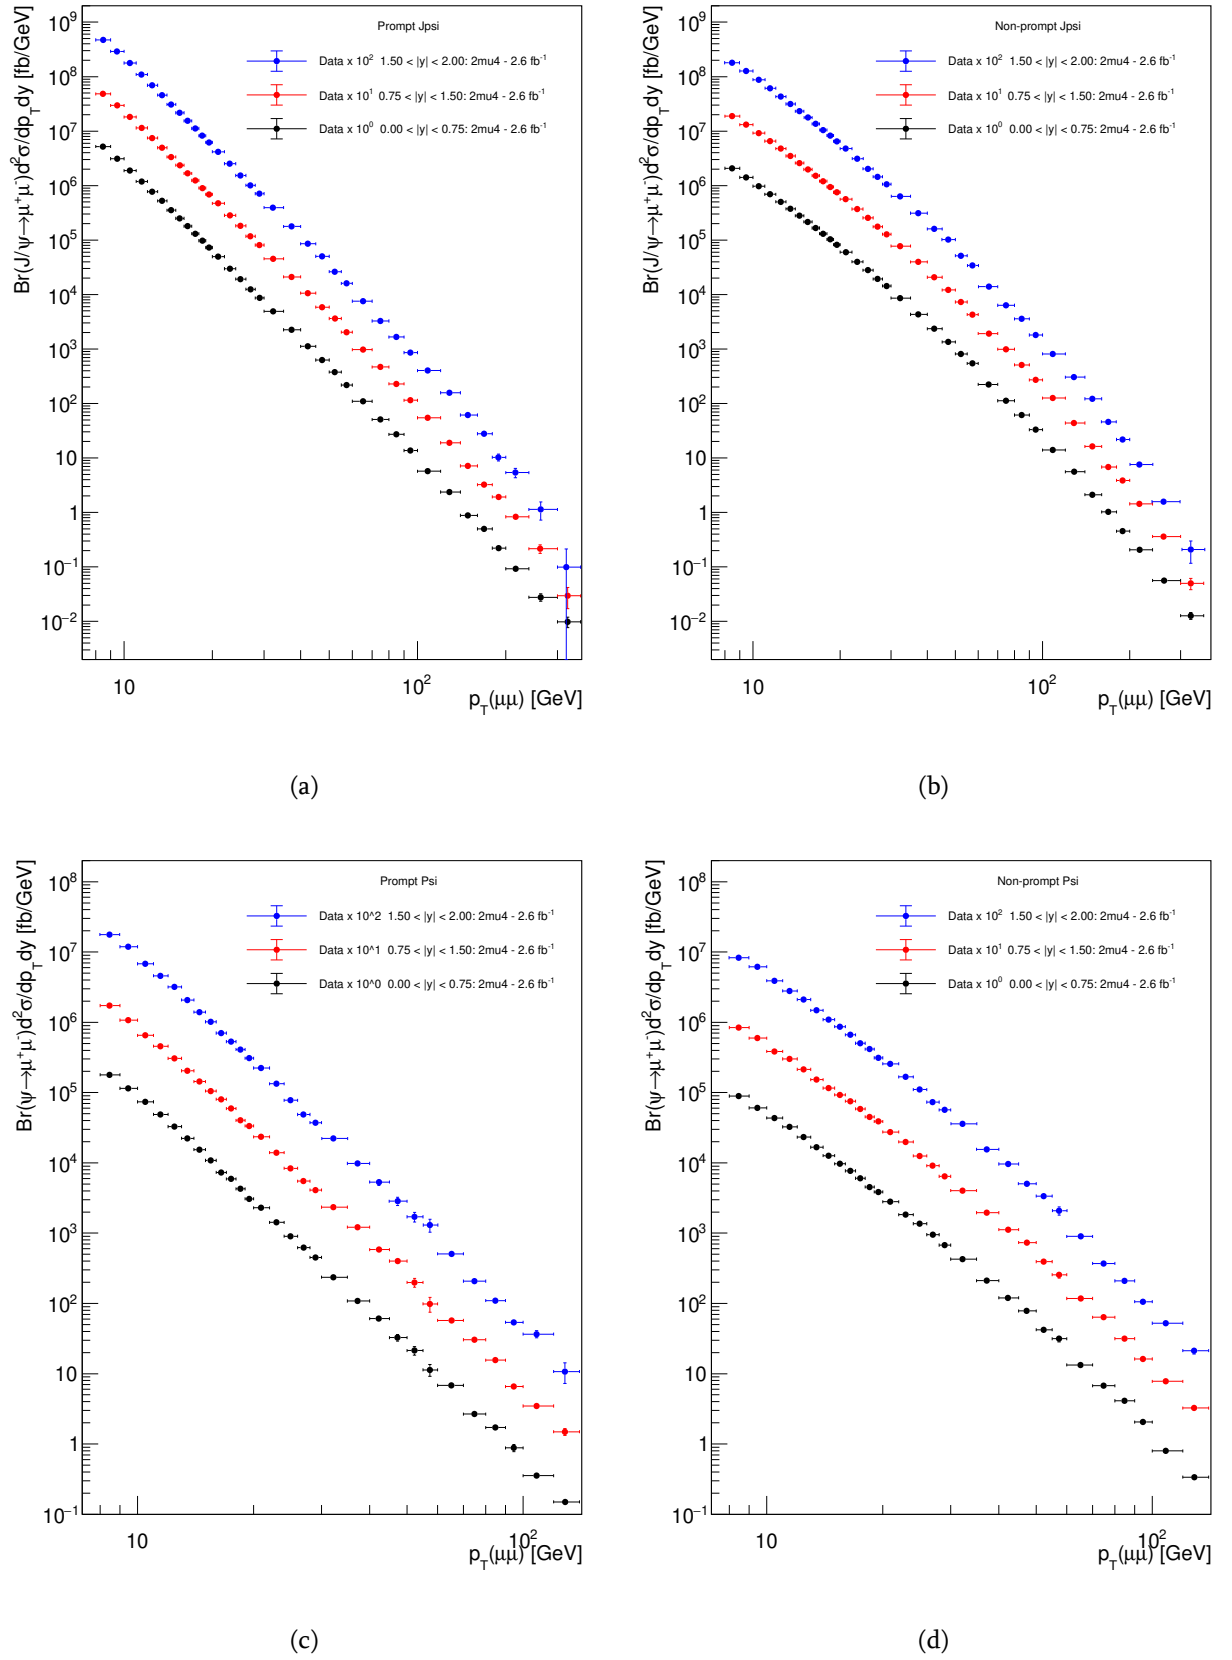 Br(J/ψ→μ⁺μ⁻)d²σ/dp_T dy [fb/GeV]
Prompt Jpsi
Data x 10² 1.50 < |y| < 2.00: 2mu4 - 2.6 fb⁻¹
Data x 10¹ 0.75 < |y| < 1.50: 2mu4 - 2.6 fb⁻¹
Data x 10⁰ 0.00 < |y| < 0.75: 2mu4 - 2.6 fb⁻¹
10⁹
10⁸
10⁷
10⁶
10⁵
10⁴
10³
10²
10
1
10⁻¹
10⁻²
10 10²
p_T(μμ) [GeV]
(a)
Br(J/ψ→μ⁺μ⁻)d²σ/dp_T dy [fb/GeV]
Non-prompt Jpsi
Data x 10² 1.50 < |y| < 2.00: 2mu4 - 2.6 fb⁻¹
Data x 10¹ 0.75 < |y| < 1.50: 2mu4 - 2.6 fb⁻¹
Data x 10⁰ 0.00 < |y| < 0.75: 2mu4 - 2.6 fb⁻¹
10⁹
10⁸
10⁷
10⁶
10⁵
10⁴
10³
10²
10
1
10⁻¹
10⁻²
10 10²
p_T(μμ) [GeV]
(b)
Br(ψ→μ⁺μ⁻)d²σ/dp_T dy [fb/GeV]
Prompt Psi
Data x 10^2 1.50 < |y| < 2.00: 2mu4 - 2.6 fb⁻¹
Data x 10^1 0.75 < |y| < 1.50: 2mu4 - 2.6 fb⁻¹
Data x 10^0 0.00 < |y| < 0.75: 2mu4 - 2.6 fb⁻¹
10⁸
10⁷
10⁶
10⁵
10⁴
10³
10²
10
1
10⁻¹
10 10²
p_T(μμ) [GeV]
(c)
Br(ψ→μ⁺μ⁻)d²σ/dp_T dy [fb/GeV]
Non-prompt Psi
Data x 10² 1.50 < |y| < 2.00: 2mu4 - 2.6 fb⁻¹
Data x 10¹ 0.75 < |y| < 1.50: 2mu4 - 2.6 fb⁻¹
Data x 10⁰ 0.00 < |y| < 0.75: 2mu4 - 2.6 fb⁻¹
10⁸
10⁷
10⁶
10⁵
10⁴
10³
10²
10
1
10⁻¹
10 10²
p_T(μμ) [GeV]
(d)